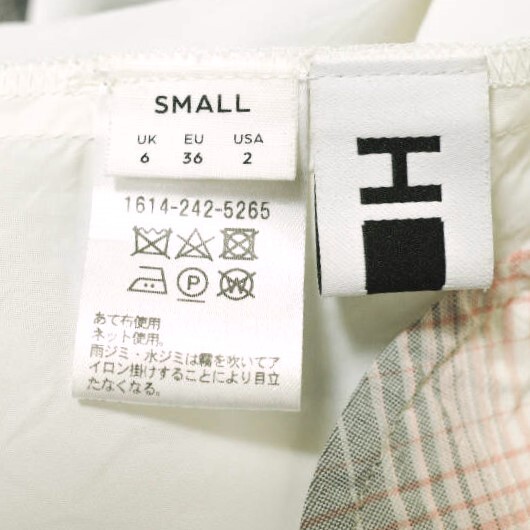 SMALL
UK EU USA
6 36 2
H
1614-242-5265
P W
あて布使用
ネット使用。
雨ジミ・水ジミは霧を吹いてア
イロン掛けすることにより目立
たなくなる。